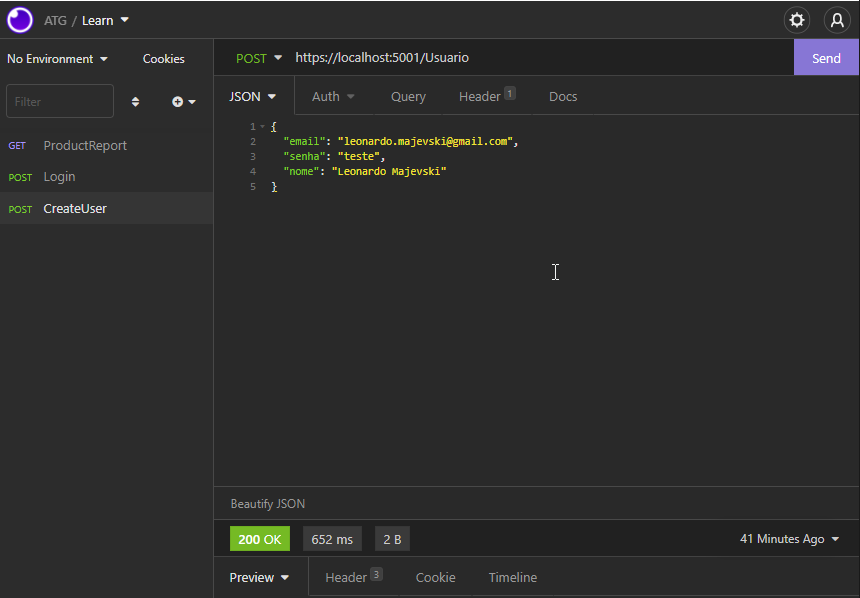 ATG / Learn
No Environment Cookies
POST https://localhost:5001/Usuario Send
Filter
JSON Auth Query Header 1 Docs
GET ProductReport
POST Login
POST CreateUser
1 {
2 "email": "leonardo.majevski@gmail.com",
3 "senha": "teste",
4 "nome": "Leonardo Majevski"
5 }
Beautify JSON
200 OK 652 ms 2 B 41 Minutes Ago
Preview Header 3 Cookie Timeline